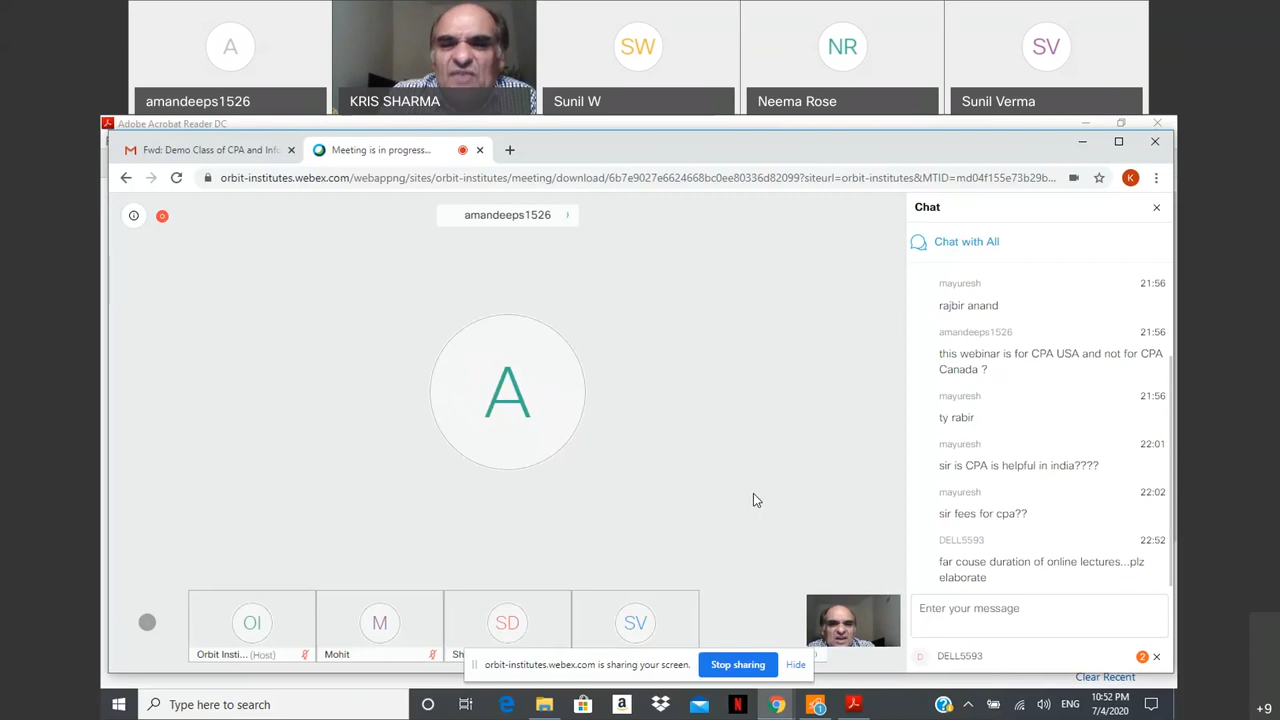 A
SW
NR
SV
amandeeps1526
KRIS SHARMA
Sunil W
Neema Rose
Sunil Verma
Adobe Acrobat Reader DC
Fwd: Demo Class of CPA and Info
Meeting is in progress...
orbit-institutes.webex.com/webappng/sites/orbit-institutes/meeting/download/6b7e9027e6624668bc0ee80336d82099?siteurl=orbit-institutes&MTID=md04f155e73b29b...
K
amandeeps1526
Chat
Chat with All
mayuresh 21:56
rajbir anand
amandeeps1526 21:56
this webinar is for CPA USA and not for CPA
Canada ?
mayuresh 21:56
ty rabir
mayuresh 22:01
sir is CPA is helpful in india????
mayuresh 22:02
sir fees for cpa??
DELL5593 22:52
far couse duration of online lectures...plz
elaborate
Enter your message
D DELL5593 2
A
OI
M
SD
SV
Orbit Insti... (Host)
Mohit
orbit-institutes.webex.com is sharing your screen.
Stop sharing
Hide
Clear Recent
Type here to search
ENG
10:52 PM
7/4/2020
+9